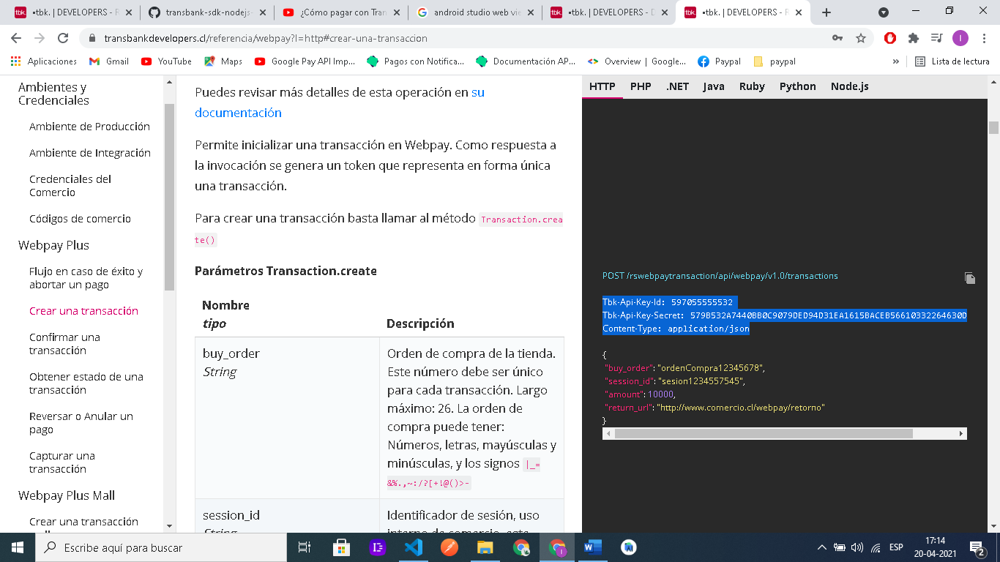 •tbk. | DEVELOPERS - R
transbank-sdk-nodejs-
¿Cómo pagar con Tran
android studio web vie
•tbk. | DEVELOPERS - D
•tbk. | DEVELOPERS - R
transbankdevelopers.cl/referencia/webpay?l=http#crear-una-transaccion
Aplicaciones
Gmail
YouTube
Maps
Google Pay API Imp...
Pagos con Notifica...
Documentación AP...
Overview | Google...
Paypal
paypal
»
Lista de lectura
Ambientes y
Credenciales
Ambiente de Producción
Ambiente de Integración
Credenciales del
Comercio
Códigos de comercio
Webpay Plus
Flujo en caso de éxito y
abortar un pago
Crear una transacción
Confirmar una
transacción
Obtener estado de una
transacción
Reversar o Anular un
pago
Capturar una
transacción
Webpay Plus Mall
Crear una transacción
Puedes revisar más detalles de esta operación en su
documentación
Permite inicializar una transacción en Webpay. Como respuesta a
la invocación se genera un token que representa en forma única
una transacción.
Para crear una transacción basta llamar al método Transaction.crea
te()
Parámetros Transaction.create
Nombre
tipo
Descripción
buy_order
String
Orden de compra de la tienda.
Este número debe ser único
para cada transacción. Largo
máximo: 26. La orden de
compra puede tener:
Números, letras, mayúsculas y
minúsculas, y los signos |_=
&%.,~:/?[+!@()>-
session_id
String
Identificador de sesión, uso
interno de comercio, este
HTTP PHP .NET Java Ruby Python Node.js
POST /rswebpaytransaction/api/webpay/v1.0/transactions
Tbk-Api-Key-Id: 597055555532
Tbk-Api-Key-Secret: 579B532A7440BB0C9079DED94D31EA1615BACEB56610332264630D
Content-Type: application/json
{
"buy_order": "ordenCompra12345678",
"session_id": "sesion1234557545",
"amount": 10000,
"return_url": "http://www.comercio.cl/webpay/retorno"
}
Escribe aquí para buscar
ESP
17:14
20-04-2021
2